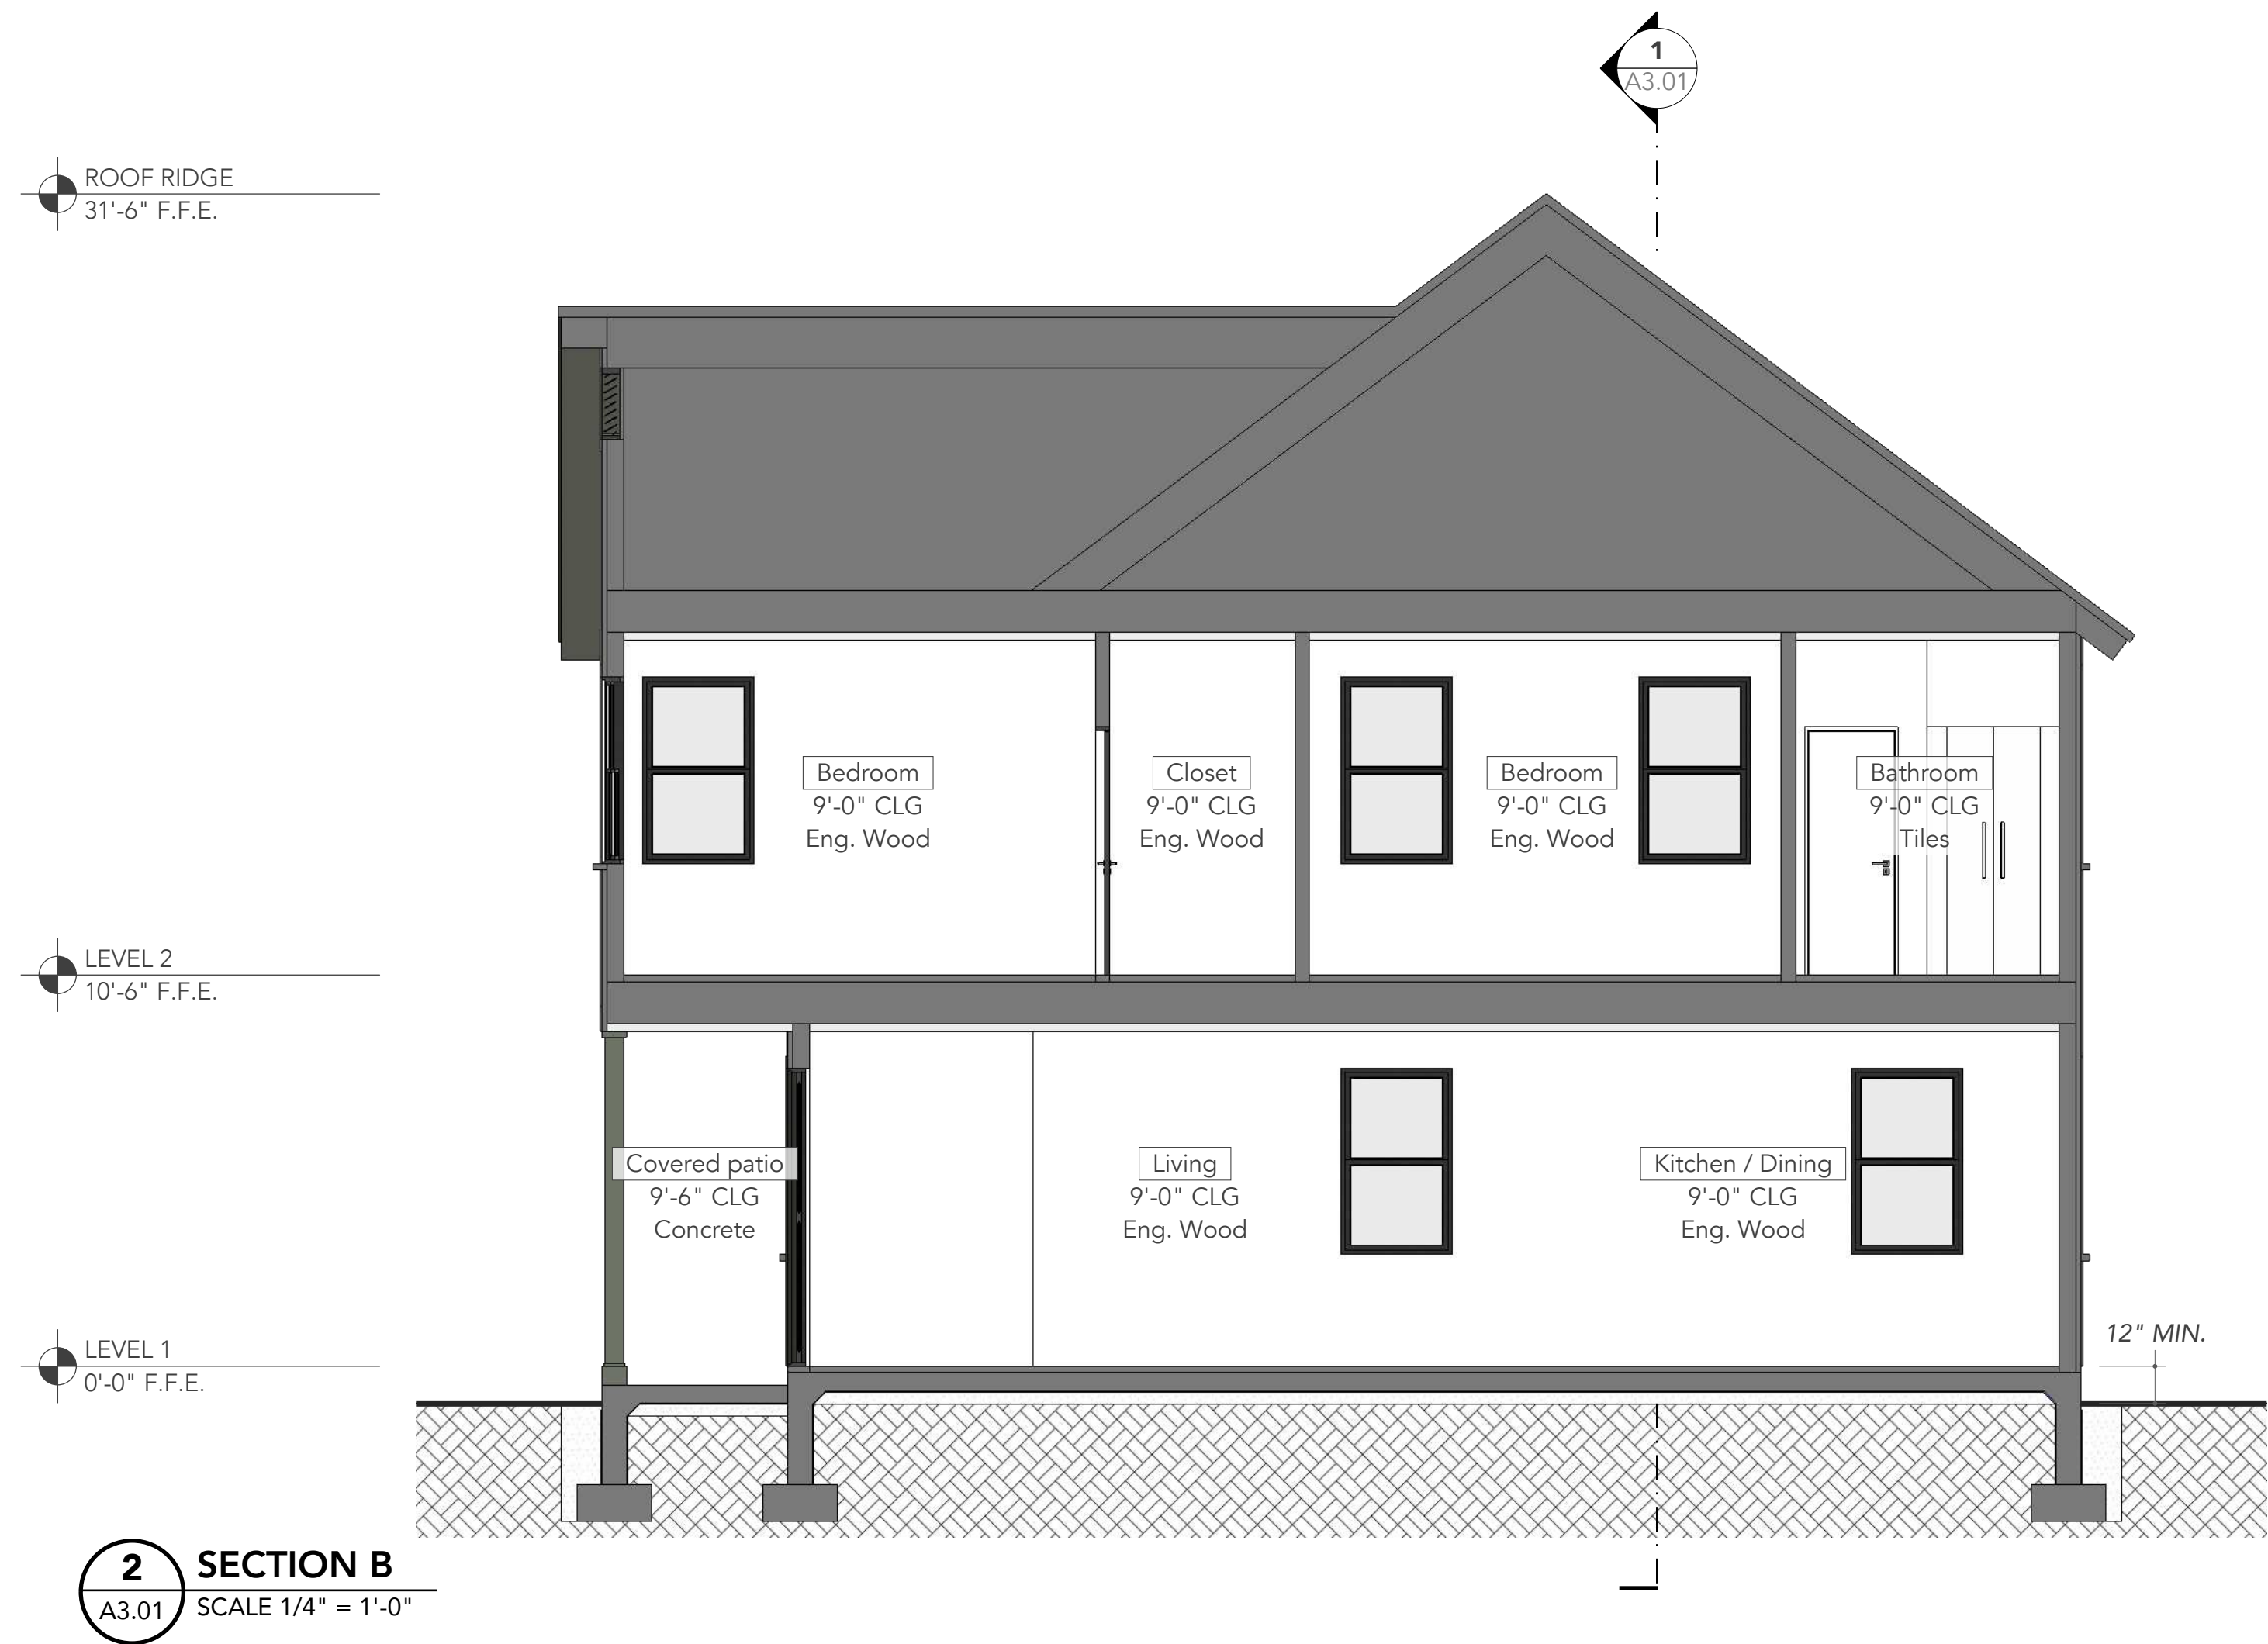 1
A3.01
ROOF RIDGE
31'-6" F.F.E.
Bedroom
9'-0" CLG
Eng. Wood
Closet
9'-0" CLG
Eng. Wood
Bedroom
9'-0" CLG
Eng. Wood
Bathroom
9'-0" CLG
Tiles
LEVEL 2
10'-6" F.F.E.
Covered patio
9'-6" CLG
Concrete
Living
9'-0" CLG
Eng. Wood
Kitchen / Dining
9'-0" CLG
Eng. Wood
LEVEL 1
0'-0" F.F.E.
12" MIN.
2
A3.01
SECTION B
SCALE 1/4" = 1'-0"